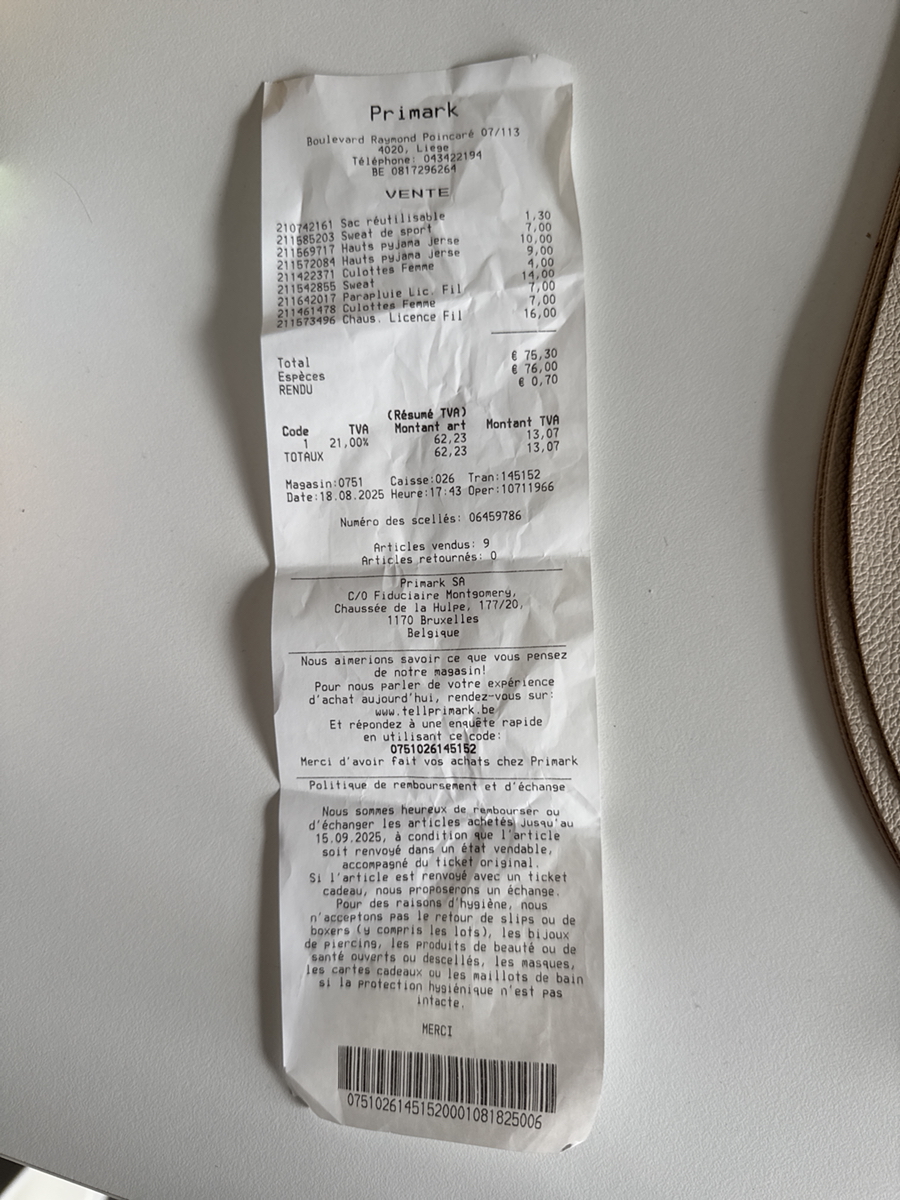 Primark
Boulevard Raymond Poincaré 07/113
4020, Liege
Téléphone: 043422194
BE 0817296264
VENTE
210742161 Sac réutilisable 1,30
211585203 Sweat de sport 7,00
211569717 Hauts pyjama Jerse 10,00
211572084 Hauts pyjama Jerse 9,00
211422371 Culottes Femme 4,00
211542855 Sweat 14,00
211642017 Parapluie Lic. Fil 7,00
211461478 Culottes Femme 7,00
211573496 Chaus. Licence Fil 16,00
Total € 75,30
Espèces € 76,00
RENDU € 0,70
(Résumé TVA)
Code TVA Montant art Montant TVA
1 21,00% 62,23 13,07
TOTAUX 62,23 13,07
Magasin:0751 Caisse:026 Tran:145152
Date:18.08.2025 Heure:17:43 Oper:10711966
Numéro des scellés: 06459786
Articles vendus: 9
Articles retournés: 0
Primark SA
C/O Fiduciaire Montgomery,
Chaussée de la Hulpe, 177/20,
1170 Bruxelles
Belgique
Nous aimerions savoir ce que vous pensez
de notre magasin!
Pour nous parler de votre expérience
d'achat aujourd'hui, rendez-vous sur:
www.tellprimark.be
Et répondez à une enquête rapide
en utilisant ce code:
0751026145152
Merci d'avoir fait vos achats chez Primark
Politique de remboursement et d'échange
Nous sommes heureux de rembourser ou
d'échanger les articles achetés jusqu'au
15.09.2025, à condition que l'article
soit renvoyé dans un état vendable,
accompagné du ticket original.
Si l'article est renvoyé avec un ticket
cadeau, nous proposerons un échange.
Pour des raisons d'hygiène, nous
n'acceptons pas le retour de slips ou de
boxers (y compris les lots), les bijoux
de piercing, les produits de beauté ou de
santé ouverts ou descellés, les masques,
les cartes cadeaux ou les maillots de bain
si la protection hygiénique n'est pas
intacte.
MERCI
07510261451520001081825006